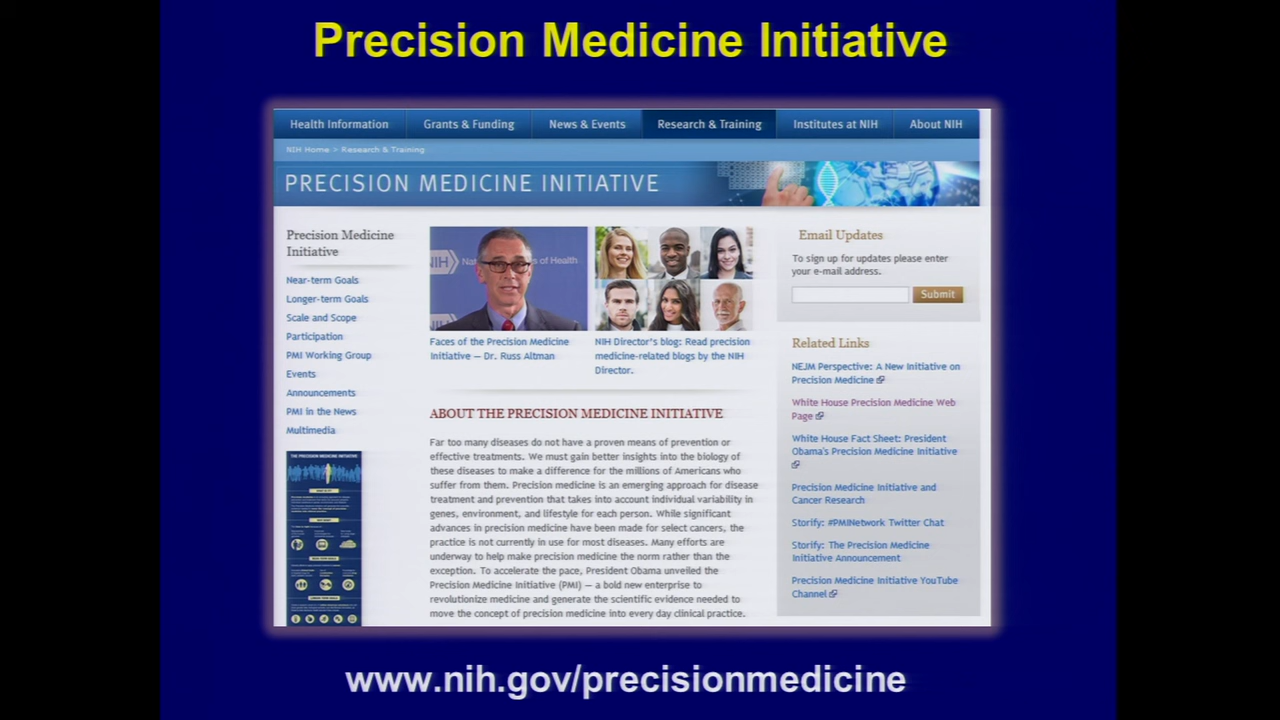 Precision Medicine Initiative
Health Information
Grants & Funding
News & Events
Research & Training
Institutes at NIH
About NIH
NIH Home > Research & Training
PRECISION MEDICINE INITIATIVE
Precision Medicine
Initiative
Near-term Goals
Longer-term Goals
Scale and Scope
Participation
PMI Working Group
Events
Announcements
PMI in the News
Multimedia
THE PRECISION MEDICINE INITIATIVE
NIH
of Health
Faces of the Precision Medicine
Initiative — Dr. Russ Altman
NIH Director's blog: Read precision
medicine-related blogs by the NIH
Director.
ABOUT THE PRECISION MEDICINE INITIATIVE
Far too many diseases do not have a proven means of prevention or
effective treatments. We must gain better insights into the biology of
these diseases to make a difference for the millions of Americans who
suffer from them. Precision medicine is an emerging approach for disease
treatment and prevention that takes into account individual variability in
genes, environment, and lifestyle for each person. While significant
advances in precision medicine have been made for select cancers, the
practice is not currently in use for most diseases. Many efforts are
underway to help make precision medicine the norm rather than the
exception. To accelerate the pace, President Obama unveiled the
Precision Medicine Initiative (PMI) — a bold new enterprise to
revolutionize medicine and generate the scientific evidence needed to
move the concept of precision medicine into every day clinical practice.
Email Updates
To sign up for updates please enter
your e-mail address.
Submit
Related Links
NEJM Perspective: A New Initiative on
Precision Medicine
White House Precision Medicine Web
Page
White House Fact Sheet: President
Obama's Precision Medicine Initiative
Precision Medicine Initiative and
Cancer Research
Storify: #PMINetwork Twitter Chat
Storify: The Precision Medicine
Initiative Announcement
Precision Medicine Initiative YouTube
Channel
www.nih.gov/precisionmedicine